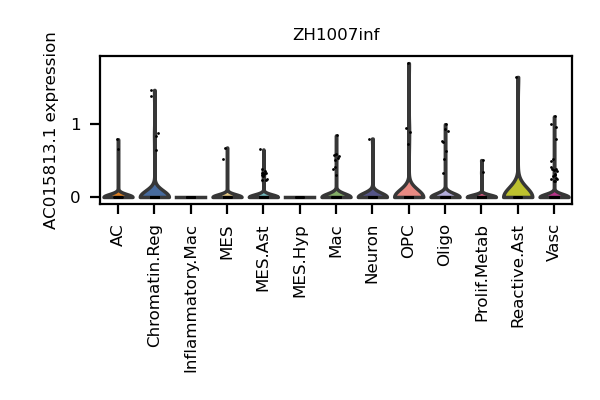 ZH1007inf
AC015813.1 expression
1
0
AC
Chromatin.Reg
Inflammatory.Mac
MES
MES.Ast
MES.Hyp
Mac
Neuron
OPC
Oligo
Prolif.Metab
Reactive.Ast
Vasc